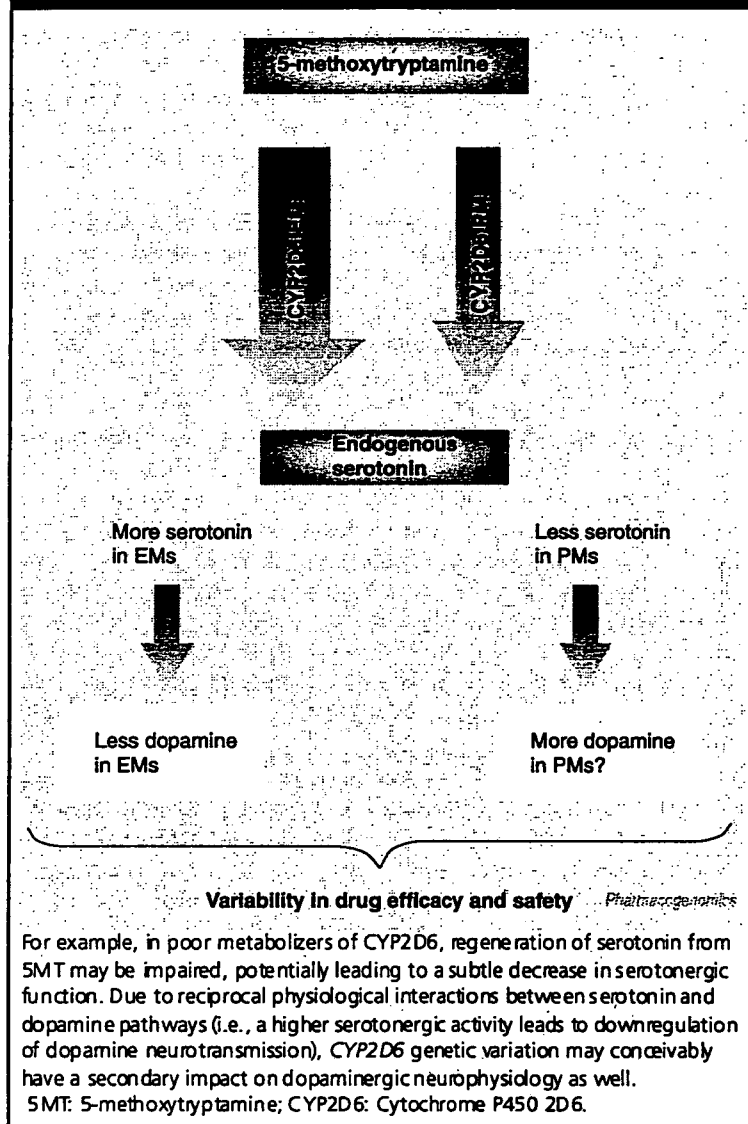 5-methoxytryptamine
Endogenous
serotonin
More serotonin
in EMs
Less serotonin
in PMs
Less dopamine
in EMs
More dopamine
in PMs?
Variability in drug efficacy and safety Pharmacogenomics
For example, in poor metabolizers of CYP2D6, regeneration of serotonin from
5MT may be impaired, potentially leading to a subtle decrease in serotonergic
function. Due to reciprocal physiological interactions between serotonin and
dopamine pathways (i.e., a higher serotonergic activity leads to downregulation
of dopamine neurotransmission), CYP2D6 genetic variation may conceivably
have a secondary impact on dopaminergic neurophysiology as well.
5MT: 5-methoxytryptamine; CYP2D6: Cytochrome P450 2D6.